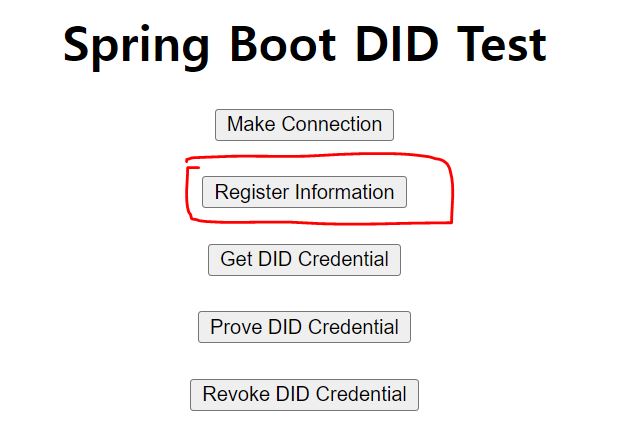 Spring Boot DID Test
Make Connection
Register Information
Get DID Credential
Prove DID Credential
Revoke DID Credential